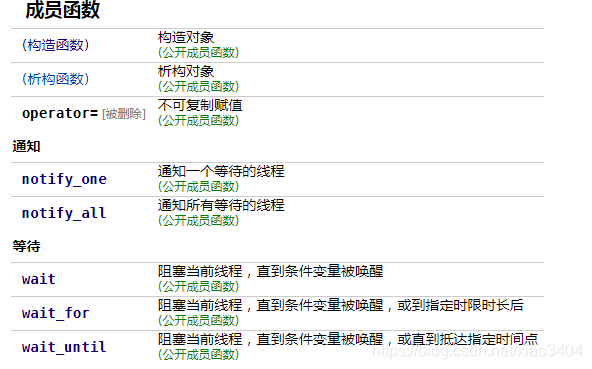 成员函数
(构造函数) 构造对象
(公开成员函数)
(析构函数) 析构对象
(公开成员函数)
operator= [被删除] 不可复制赋值
(公开成员函数)
通知
notify_one 通知一个等待的线程
(公开成员函数)
notify_all 通知所有等待的线程
(公开成员函数)
等待
wait 阻塞当前线程，直到条件变量被唤醒
(公开成员函数)
wait_for 阻塞当前线程，直到条件变量被唤醒，或到指定时限时长后
(公开成员函数)
wait_until 阻塞当前线程，直到条件变量被唤醒，或直到抵达指定时间点
(公开成员函数)
https://blog.csdn.net/xiao3404